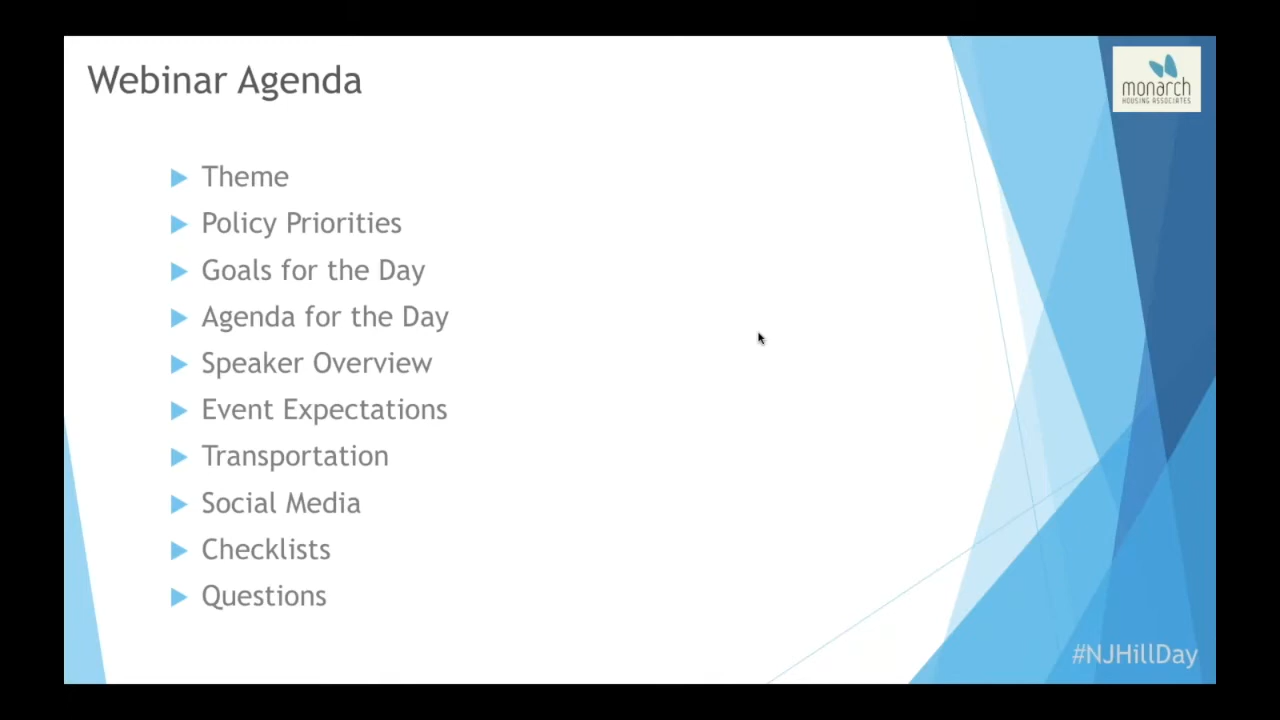 Webinar Agenda
monarch
HOUSING ASSOCIATES
Theme
Policy Priorities
Goals for the Day
Agenda for the Day
Speaker Overview
Event Expectations
Transportation
Social Media
Checklists
Questions
#NJHillDay